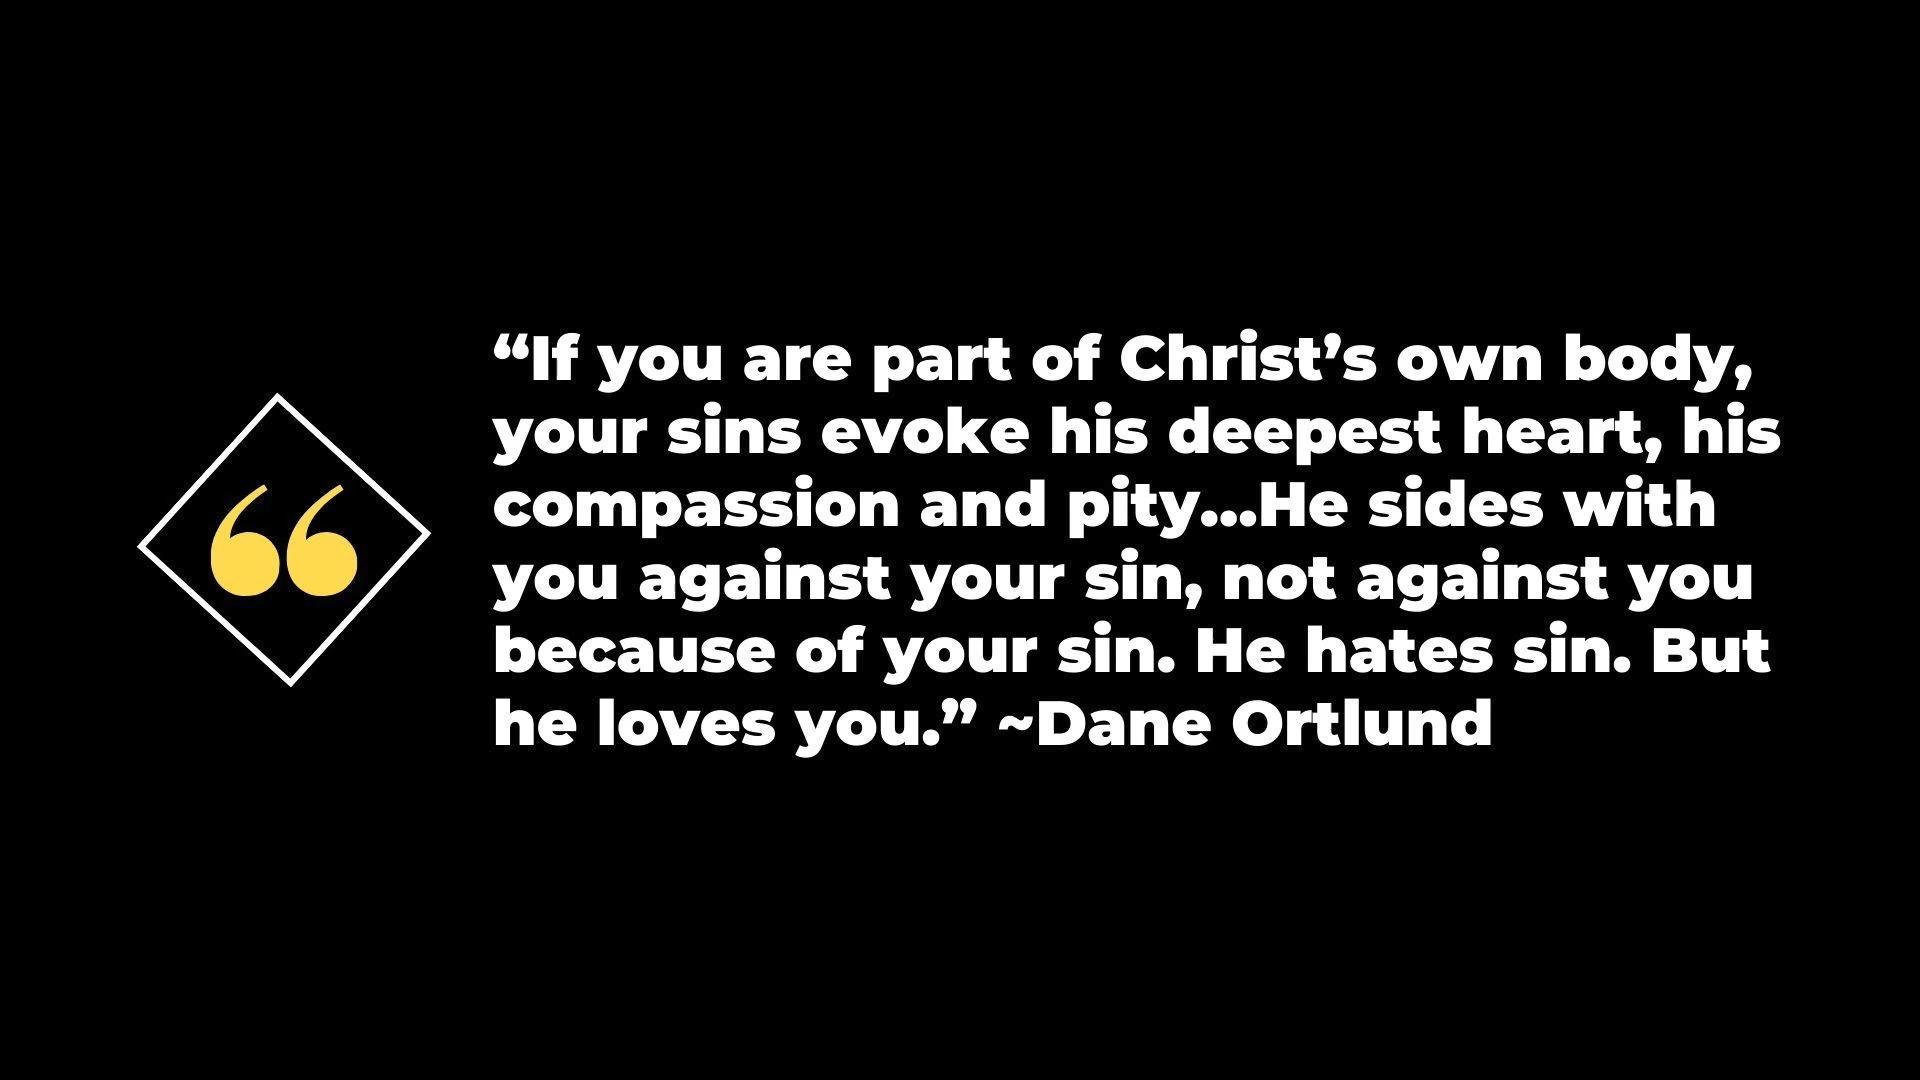 “If you are part of Christ’s own body,
your sins evoke his deepest heart, his
compassion and pity...He sides with
you against your sin, not against you
because of your sin. He hates sin. But
he loves you.” ~Dane Ortlund